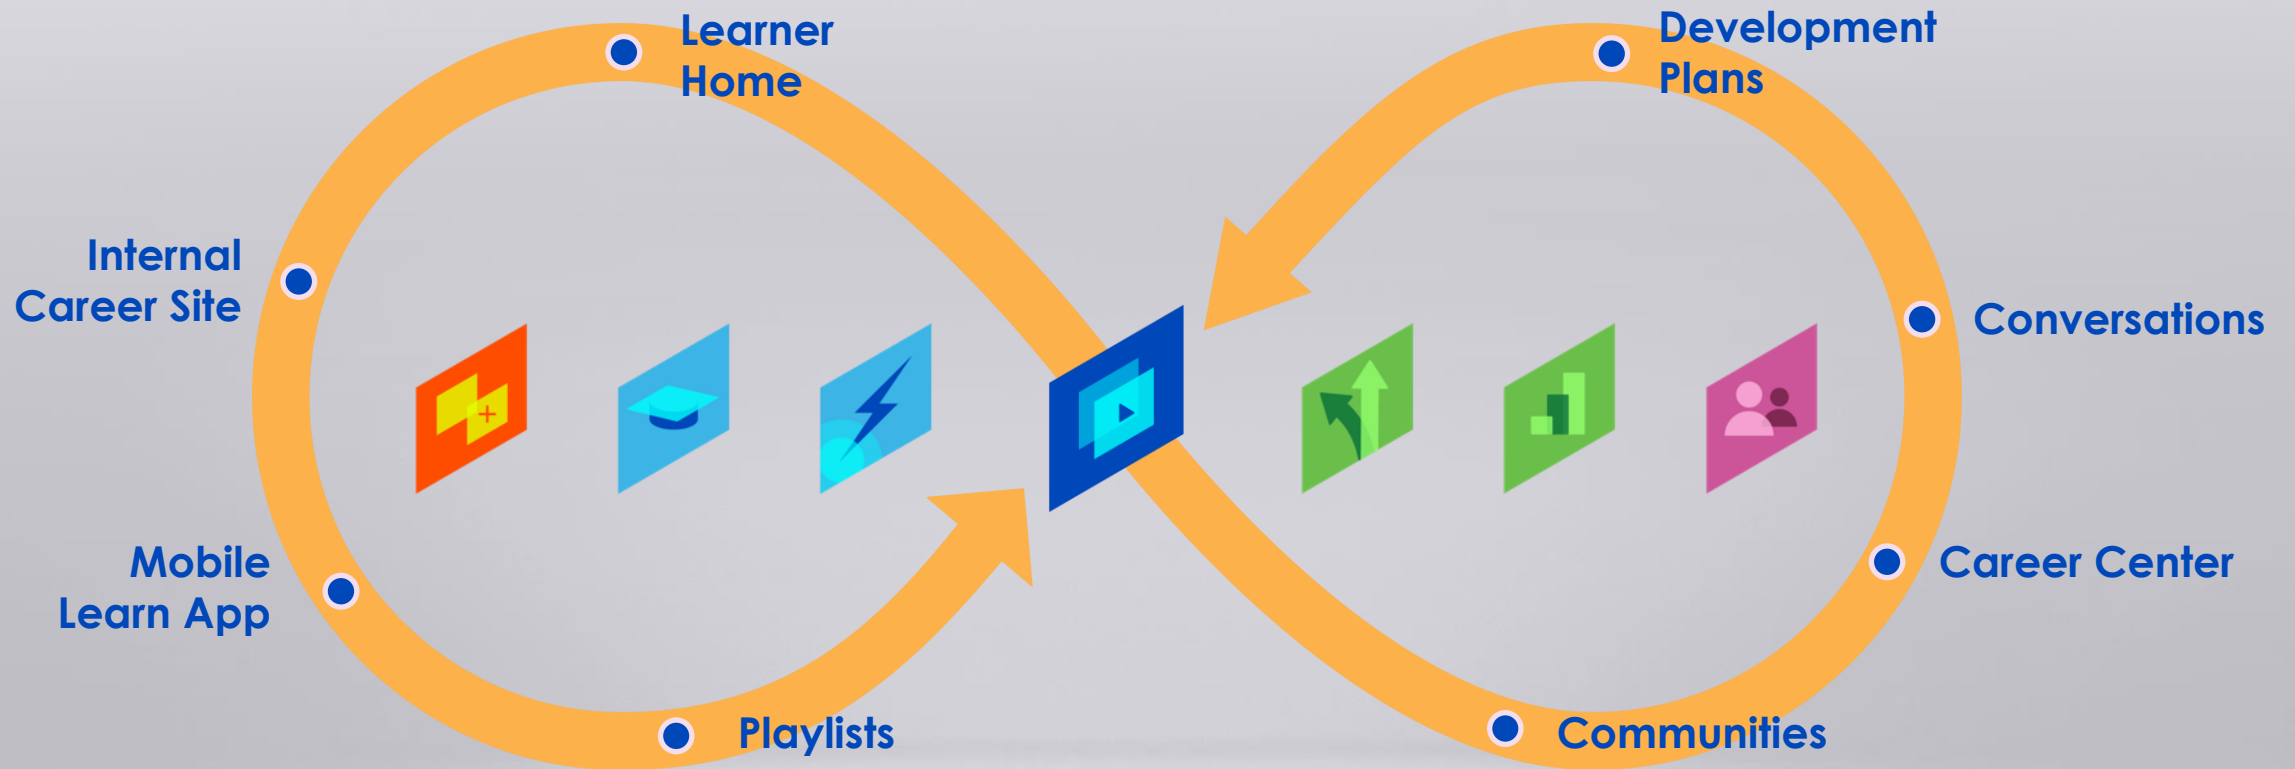 Learner
Home
Development
Plans
Internal
Career Site
Conversations
Mobile
Learn App
Career Center
Playlists
Communities